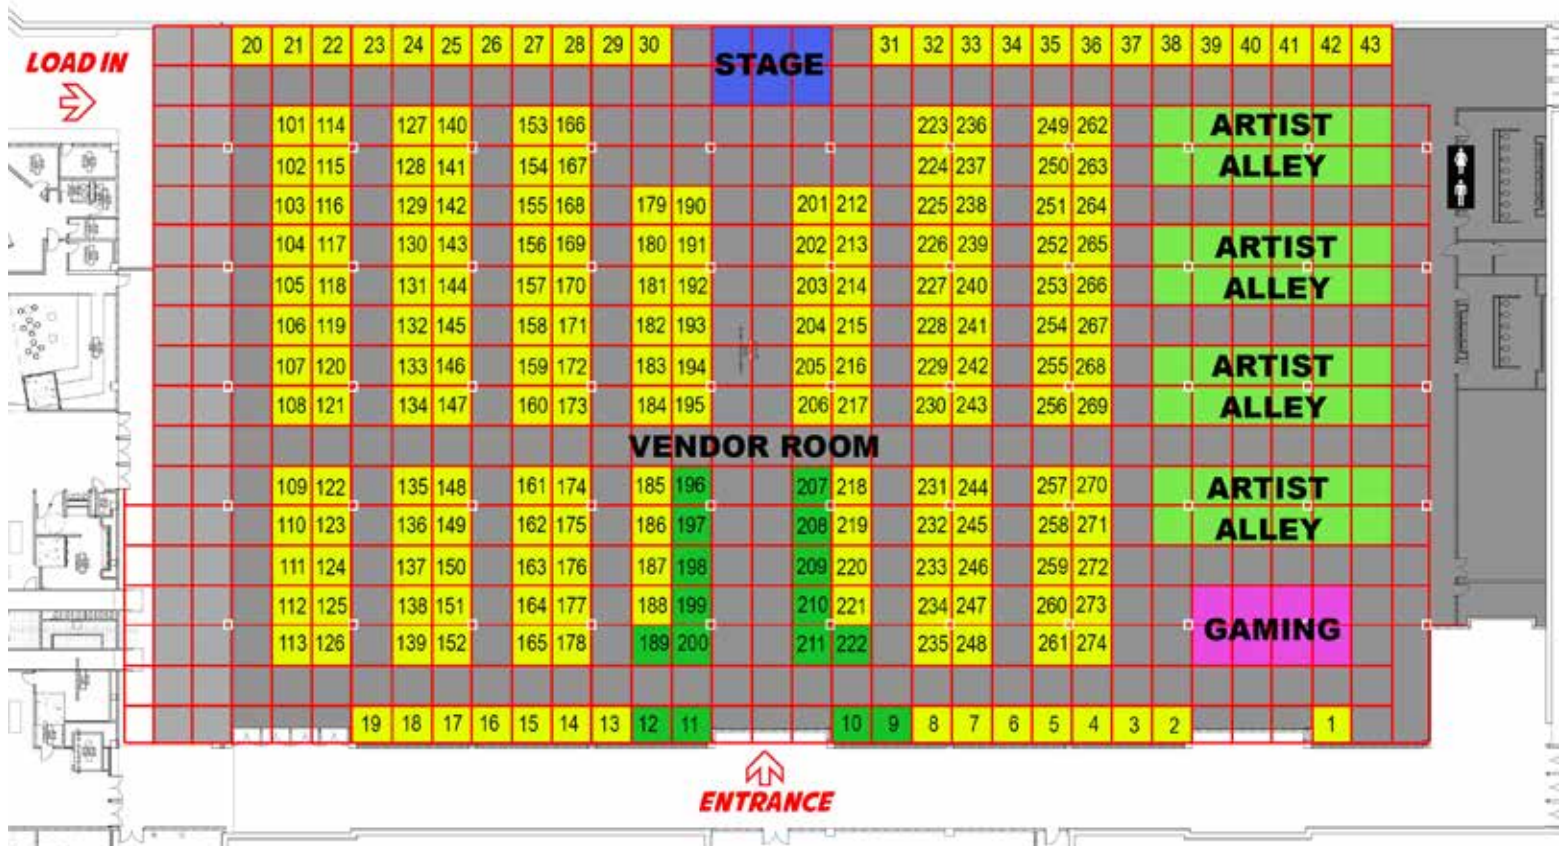 20 21 22 23 24 25 26 27 28 29 30 31 32 33 34 35 36 37 38 39 40 41 42 43
LOAD IN
STAGE
101 114 127 140 153 166 223 236 249 262 ARTIST
102 115 128 141 154 167 224 237 250 263 ALLEY
103 116 129 142 155 168 179 190 201 212 225 238 251 264
104 117 130 143 156 169 180 191 202 213 226 239 252 265 ARTIST
105 118 131 144 157 170 181 192 203 214 227 240 253 266 ALLEY
106 119 132 145 158 171 182 193 204 215 228 241 254 267
107 120 133 146 159 172 183 194 205 216 229 242 255 268 ARTIST
108 121 134 147 160 173 184 195 206 217 230 243 256 269 ALLEY
VENDOR ROOM
109 122 135 148 161 174 185 196 207 218 231 244 257 270 ARTIST
110 123 136 149 162 175 186 197 208 219 232 245 258 271 ALLEY
111 124 137 150 163 176 187 198 209 220 233 246 259 272
112 125 138 151 164 177 188 199 210 221 234 247 260 273
GAMING
113 126 139 152 165 178 189 200 211 222 235 248 261 274
19 18 17 16 15 14 13 12 11 10 9 8 7 6 5 4 3 2 1
ENTRANCE